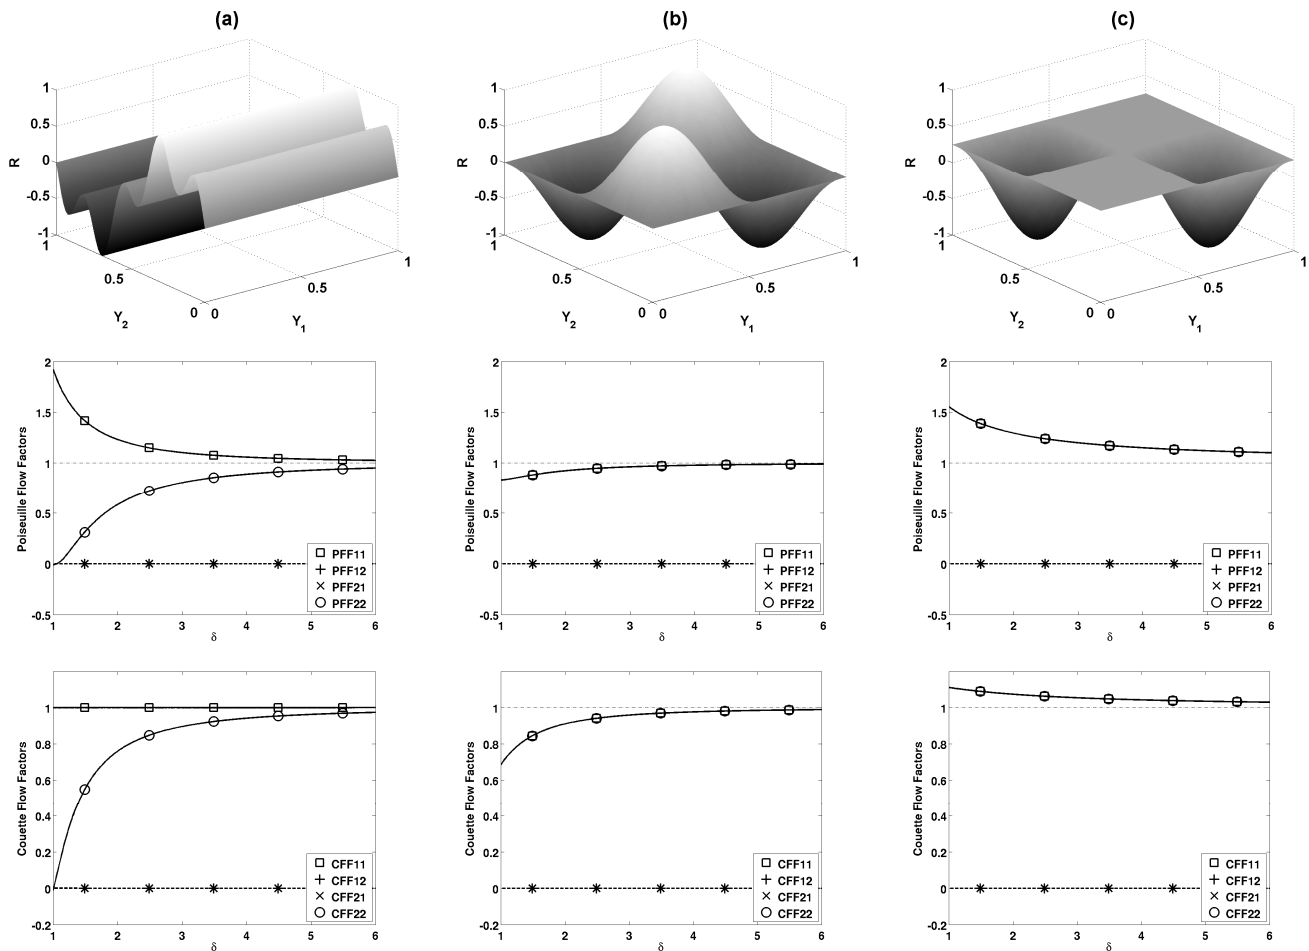 (a)
(b)
(c)
1
0.5
0
-0.5
-1
R
1
0.5
0
Y2
0
0.5
1
Y1
1
0.5
0
-0.5
-1
R
1
0.5
0
Y2
0
0.5
1
Y1
1
0.5
0
-0.5
-1
R
1
0.5
0
Y2
0
0.5
1
Y1
Poiseuille Flow Factors
2
1.5
1
0.5
0
-0.5
1 2 3 4 5 6
δ
PFF11
PFF12
PFF21
PFF22
Poiseuille Flow Factors
2
1.5
1
0.5
0
-0.5
1 2 3 4 5 6
δ
PFF11
PFF12
PFF21
PFF22
Poiseuille Flow Factors
2
1.5
1
0.5
0
-0.5
1 2 3 4 5 6
δ
PFF11
PFF12
PFF21
PFF22
Couette Flow Factors
1
0.8
0.6
0.4
0.2
0
-0.2
1 2 3 4 5 6
δ
CFF11
CFF12
CFF21
CFF22
Couette Flow Factors
1
0.8
0.6
0.4
0.2
0
-0.2
1 2 3 4 5 6
δ
CFF11
CFF12
CFF21
CFF22
Couette Flow Factors
1
0.8
0.6
0.4
0.2
0
-0.2
1 2 3 4 5 6
δ
CFF11
CFF12
CFF21
CFF22